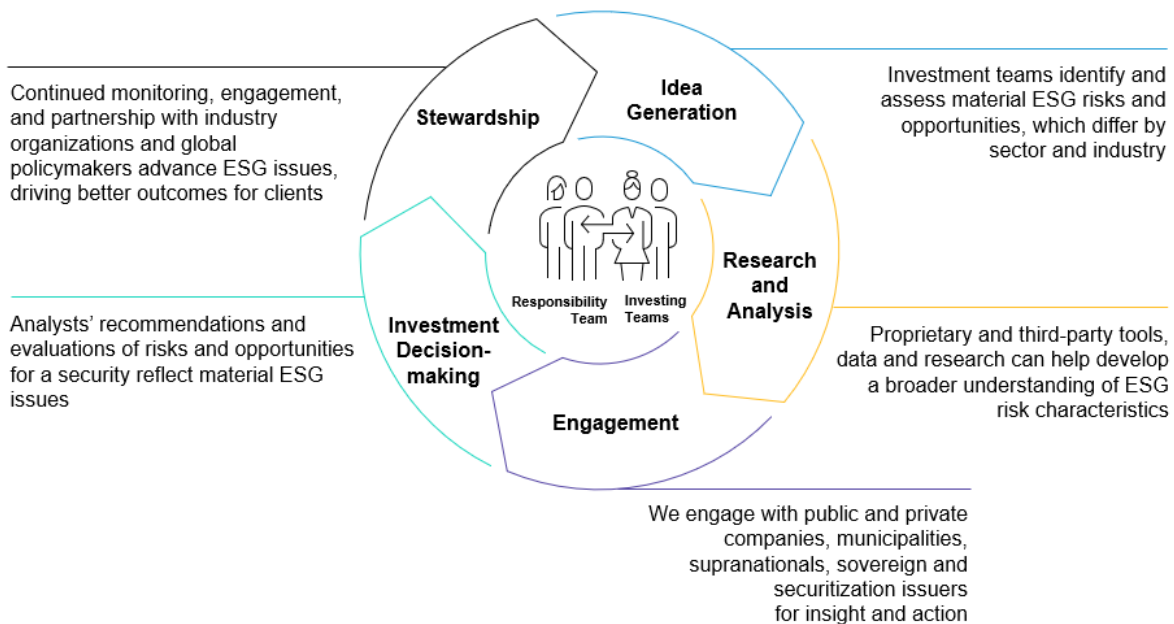 Continued monitoring, engagement,
and partnership with industry
organizations and global
policymakers advance ESG issues,
driving better outcomes for clients
Stewardship
Idea
Generation
Investment teams identify and
assess material ESG risks and
opportunities, which differ by
sector and industry
Responsibility
Team
Investing
Teams
Research
and
Analysis
Analysts’ recommendations and
evaluations of risks and opportunities
for a security reflect material ESG
issues
Investment
Decision-
making
Proprietary and third-party tools,
data and research can help develop
a broader understanding of ESG
risk characteristics
Engagement
We engage with public and private
companies, municipalities,
supranationals, sovereign and
securitization issuers
for insight and action